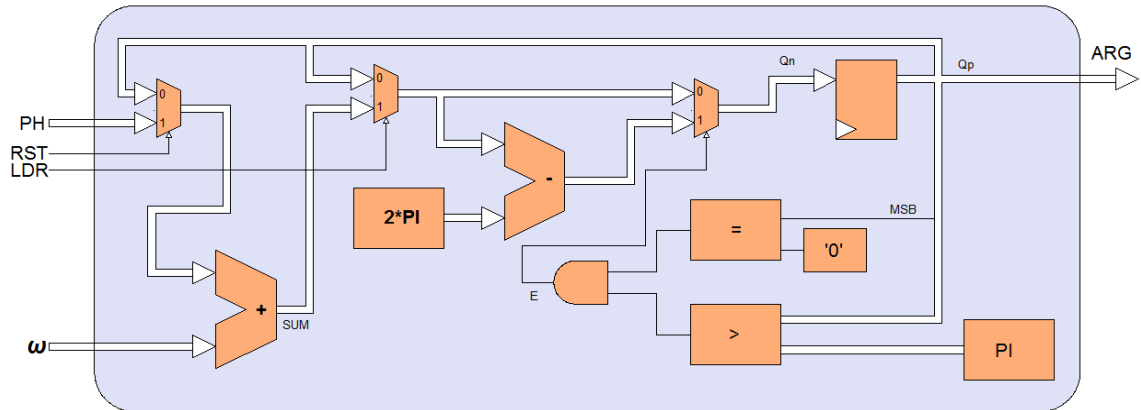 ARG
Qn
Qp
0
0
0
PH
1
1
1
RST
LDR
-
2*PI
MSB
=
'0'
E
+
SUM
>
PI
ω